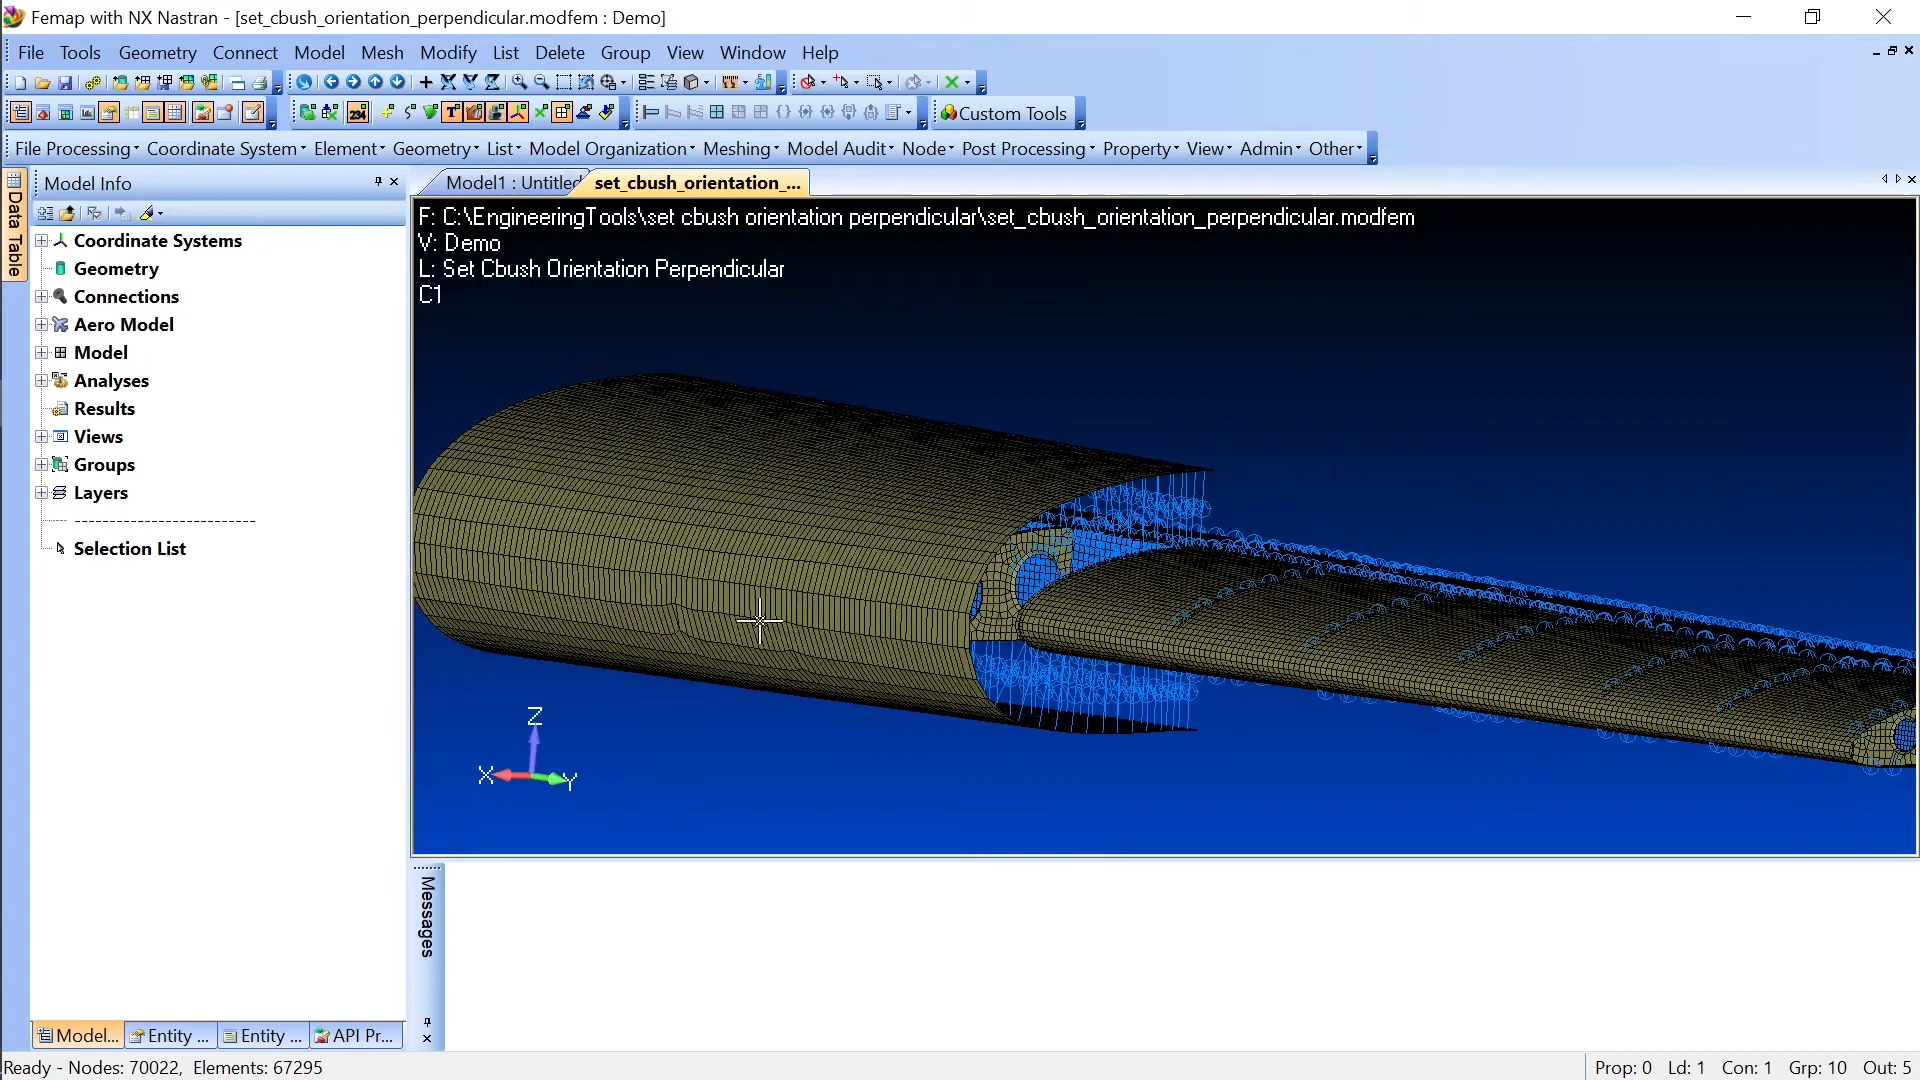 Femap with NX Nastran - [set_cbush_orientation_perpendicular.modfem : Demo]
File Tools Geometry Connect Model Mesh Modify List Delete Group View Window Help
234 T Custom Tools
File Processing Coordinate System Element Geometry List Model Organization Meshing Model Audit Node Post Processing Property View Admin Other
Data Table
Model Info
Model1 : Untitled set_cbush_orientation_...
Coordinate Systems
Geometry
Connections
Aero Model
Model
Analyses
Results
Views
Groups
Layers
--------------------------
Selection List
F: C:\EngineeringTools\set cbush orientation perpendicular\set_cbush_orientation_perpendicular.modfem
V: Demo
L: Set Cbush Orientation Perpendicular
C1
Z
X
Y
Messages
Model... Entity ... Entity ... API Pr...
Ready - Nodes: 70022, Elements: 67295
Prop: 0 Ld: 1 Con: 1 Grp: 10 Out: 5